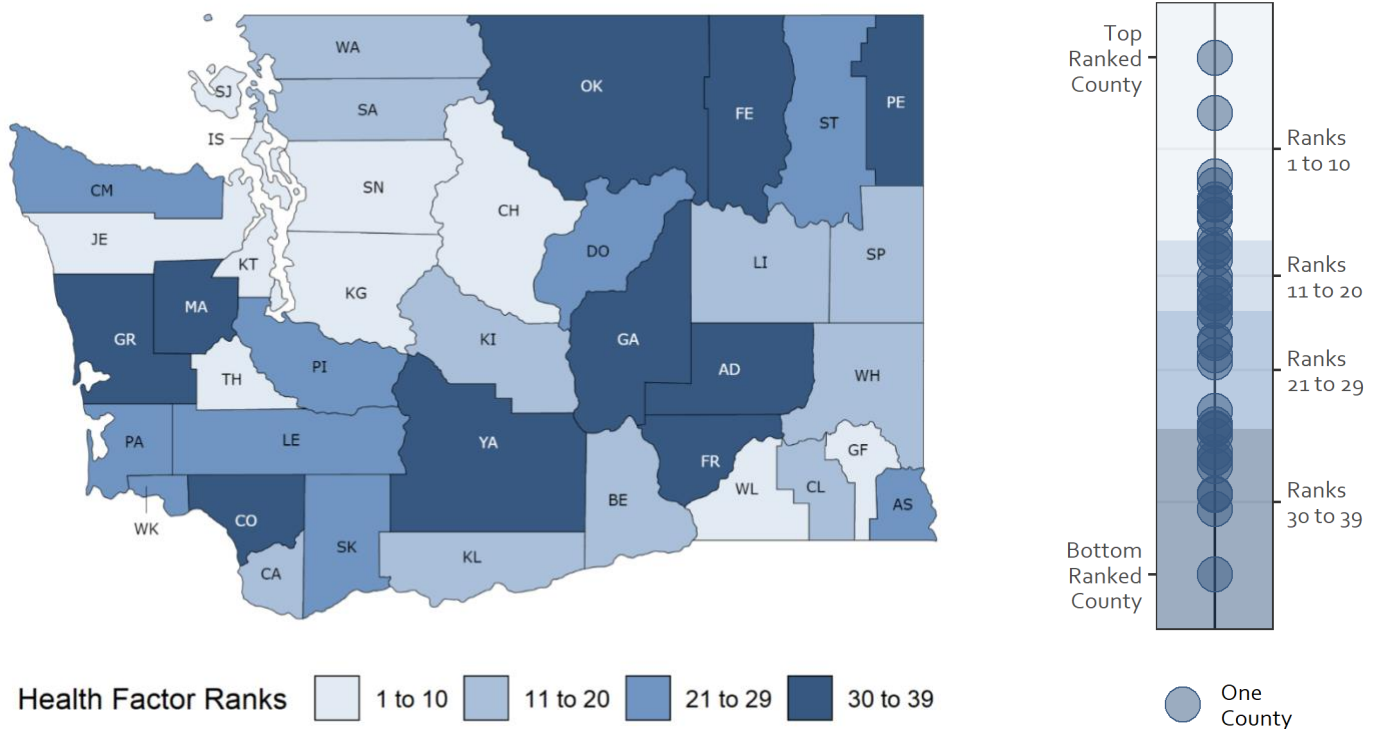 WA
SJ
SA
IS
OK
FE
ST
PE
CM
SN
CH
JE
KT
DO
LI
SP
KG
MA
GR
KI
GA
AD
TH
PI
WH
PA
LE
YA
FR
GF
WL
CL
AS
BE
WK
CO
SK
KL
CA
Health Factor Ranks
1 to 10
11 to 20
21 to 29
30 to 39
Top
Ranked
County
Ranks
1 to 10
Ranks
11 to 20
Ranks
21 to 29
Ranks
30 to 39
Bottom
Ranked
County
One
County